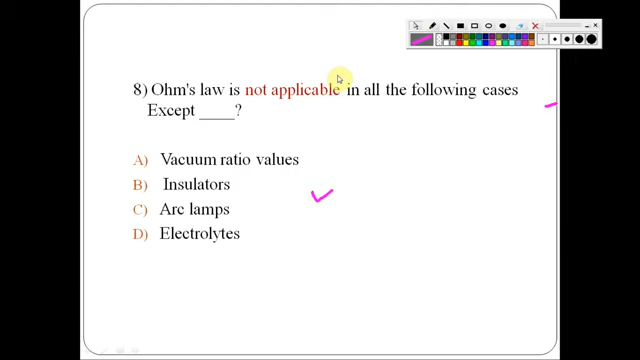 8) Ohm's law is not applicable in all the following cases
Except ____?
A) Vacuum ratio values
B) Insulators
C) Arc lamps
D) Electrolytes